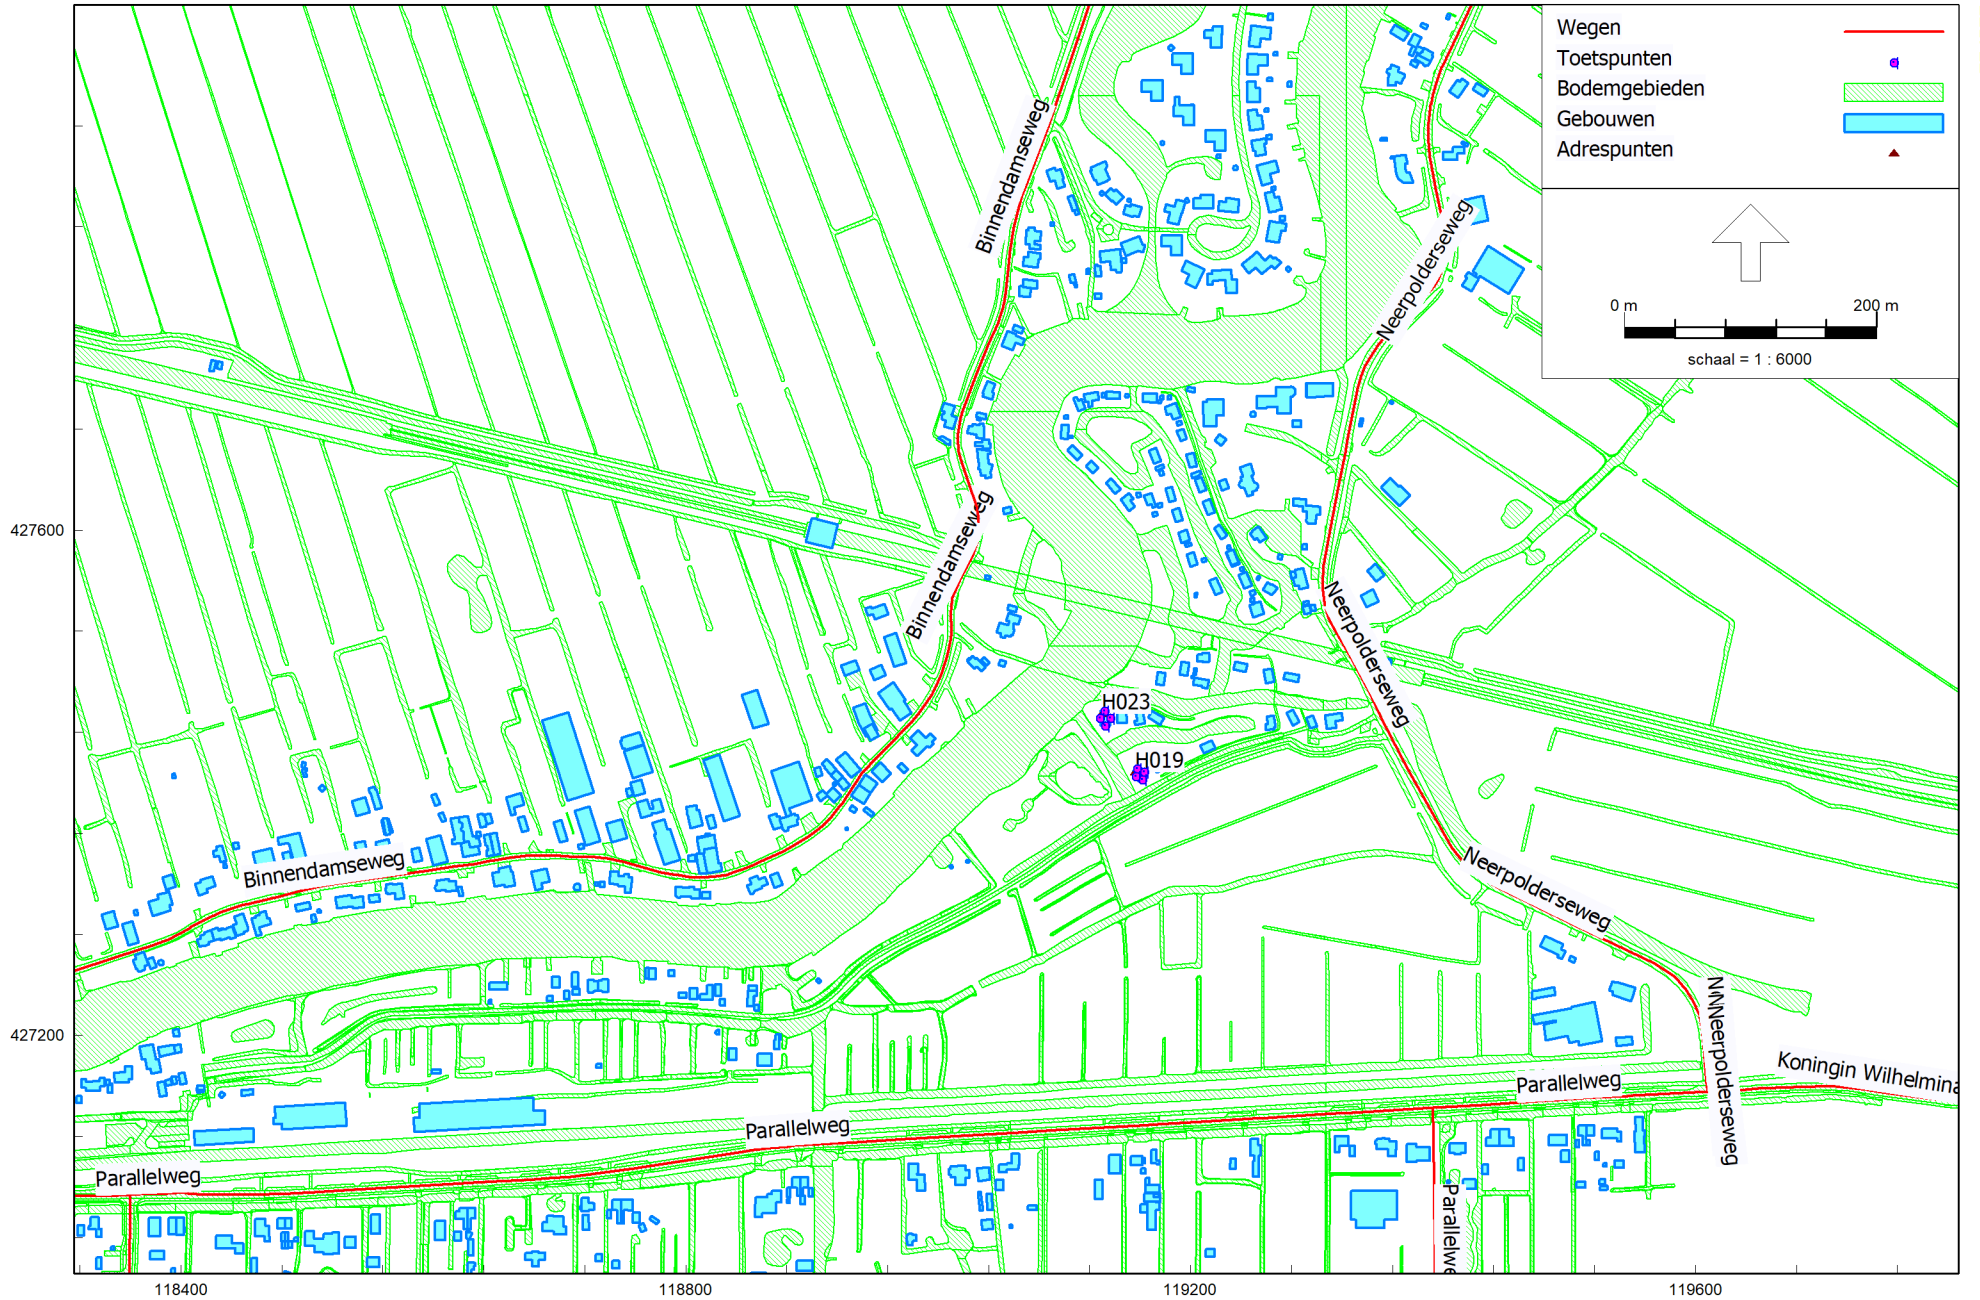 Wegen
Toetspunten
Bodemgebieden
Gebouwen
Adrespunten
0 m 200 m
schaal = 1 : 6000
Binnendamseweg
Neerpolderseweg
Binnendamseweg
427600
Neerpolderseweg
H023
H019
Binnendamseweg
Neerpolderseweg
427200
Neerpolderseweg
Koningin Wilhelmina
Parallelweg
Parallelweg
Parallelweg
Parallelwe
118400 118800 119200 119600